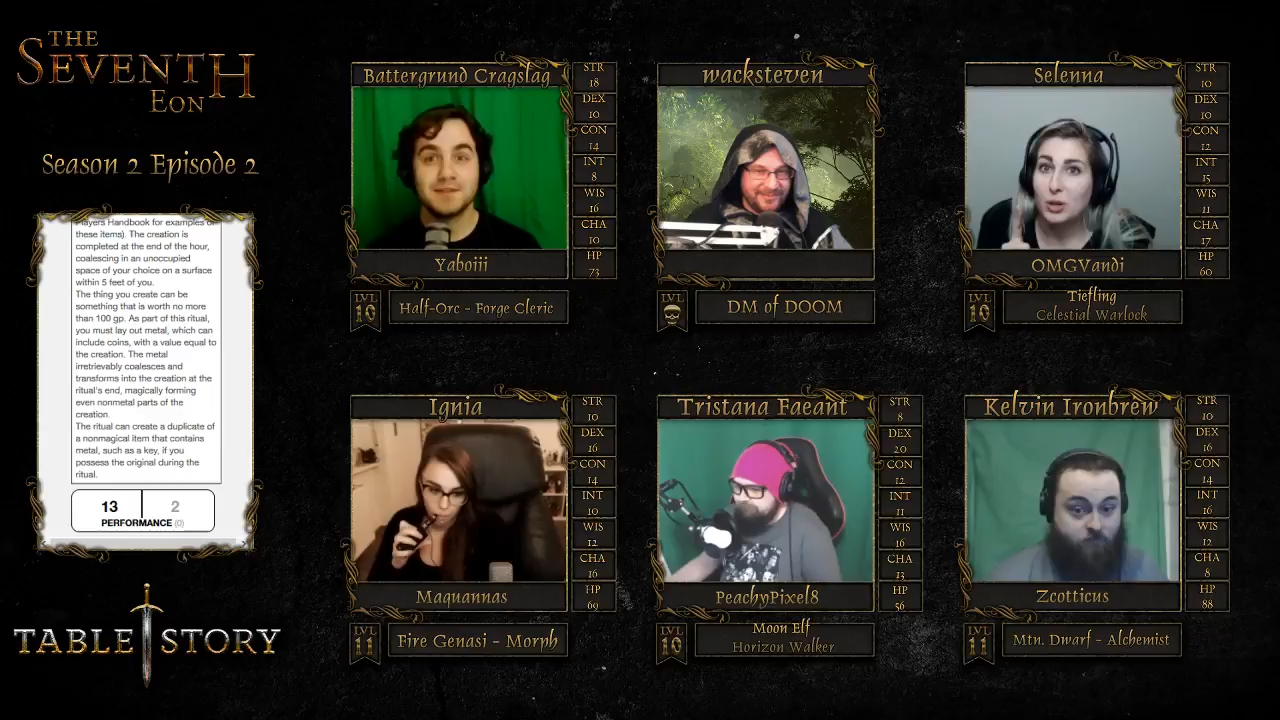 THE
SEVENTH
EON
Season 2 Episode 2
Players Handbook for examples of
these items). The creation is
completed at the end of the hour,
coalescing in an unoccupied
space of your choice on a surface
within 5 feet of you.
The thing you create can be
something that is worth no more
than 100 gp. As part of this ritual,
you must lay out metal, which can
include coins, with a value equal to
the creation. The metal
irretrievably coalesces and
transforms into the creation at the
ritual's end, magically forming
even nonmetal parts of the
creation.
The ritual can create a duplicate of
a nonmagical item that contains
metal, such as a key, if you
possess the original during the
ritual.
13 2
PERFORMANCE (0)
TABLE STORY
Battergrund Cragslag
STR
18
DEX
10
CON
14
INT
8
WIS
16
CHA
10
HP
73
Yaboiii
LVL
10
Half-Orc - Forge Cleric
wacksteven
LVL
DM of DOOM
Selenna
STR
10
DEX
10
CON
12
INT
15
WIS
11
CHA
17
HP
60
OMGVandi
LVL
10
Tiefling
Celestial Warlock
Ignia
STR
10
DEX
16
CON
14
INT
10
WIS
12
CHA
16
HP
69
Maquannas
LVL
11
Fire Genasi - Morph
Tristana Faeant
STR
8
DEX
20
CON
12
INT
11
WIS
16
CHA
13
HP
56
PeachyPixel8
LVL
10
Moon Elf
Horizon Walker
Kelvin Ironbrew
STR
10
DEX
16
CON
14
INT
16
WIS
12
CHA
8
HP
88
Zcotticus
LVL
11
Mtn. Dwarf - Alchemist